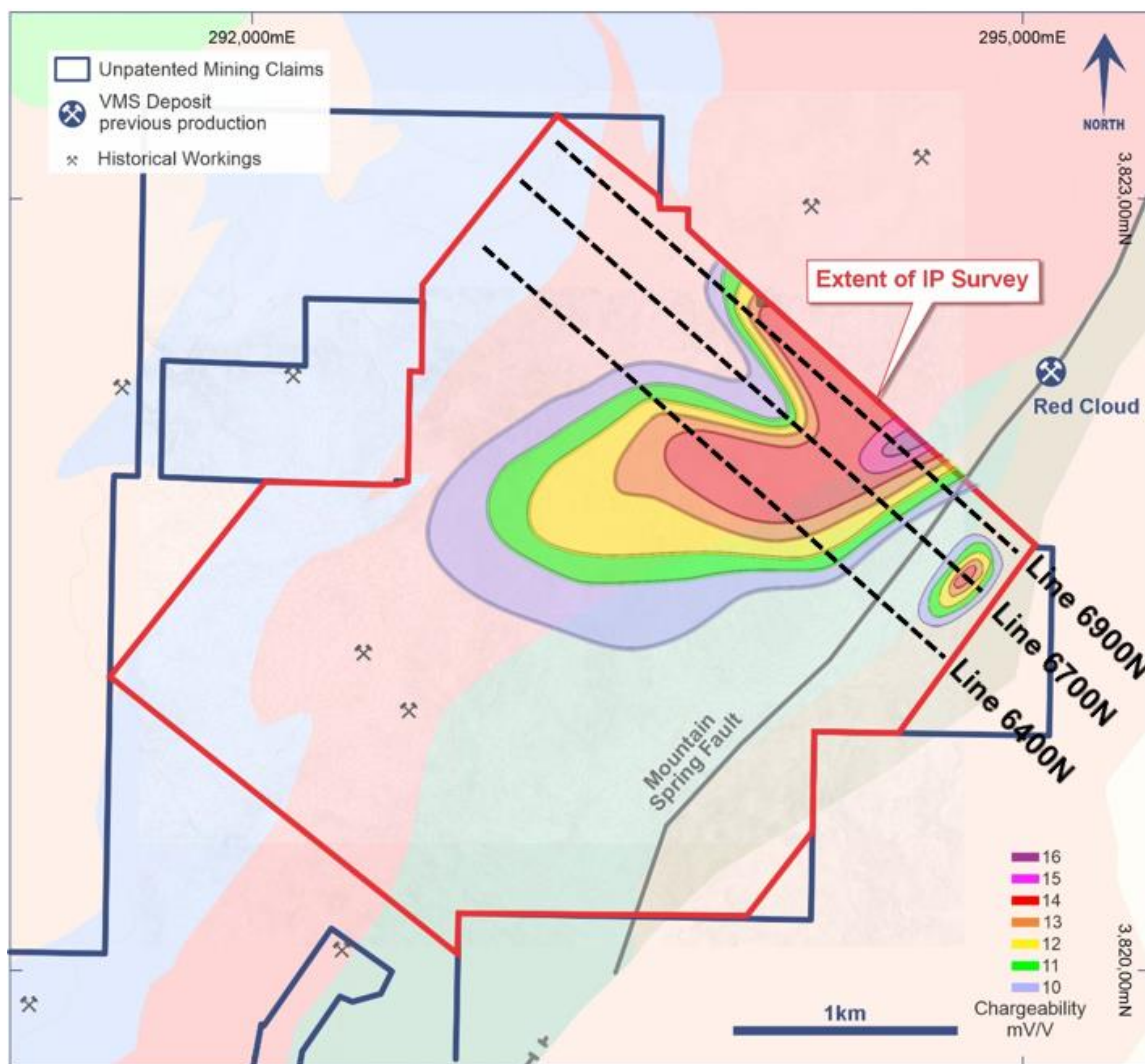 292,000mE
295,000mE
Unpatented Mining Claims
VMS Deposit
previous production
Historical Workings
NORTH
3,823,00mN
Extent of IP Survey
Red Cloud
Line 6900N
Line 6700N
Line 6400N
Mountain
Spring Fault
16
15
14
13
12
11
10
Chargeability
mV/V
3,820,00mN
1km